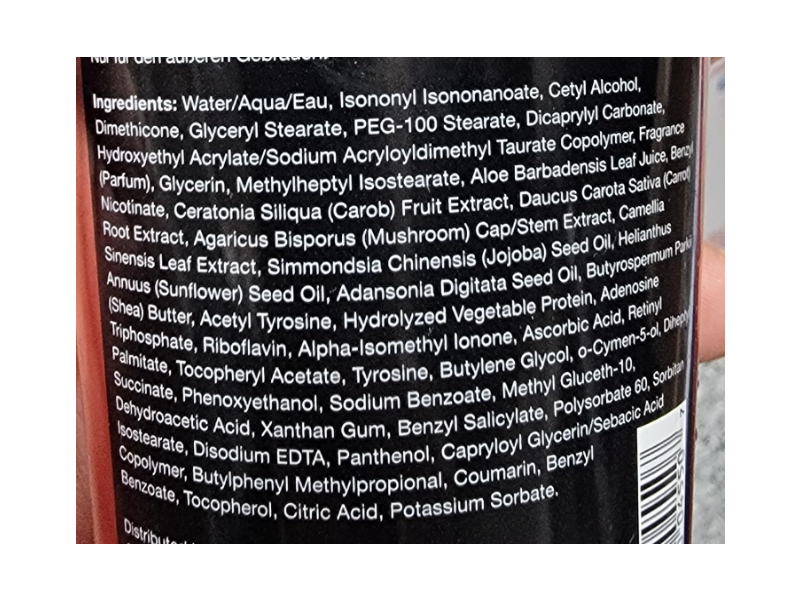 Nur für den äußeren Gebrauch.
Ingredients: Water/Aqua/Eau, Isononyl Isononanoate, Cetyl Alcohol,
Dimethicone, Glyceryl Stearate, PEG-100 Stearate, Dicaprylyl Carbonate,
Hydroxyethyl Acrylate/Sodium Acryloyldimethyl Taurate Copolymer, Fragrance
(Parfum), Glycerin, Methylheptyl Isostearate, Aloe Barbadensis Leaf Juice, Benzyl
Nicotinate, Ceratonia Siliqua (Carob) Fruit Extract, Daucus Carota Sativa (Carrot)
Root Extract, Agaricus Bisporus (Mushroom) Cap/Stem Extract, Camellia
Sinensis Leaf Extract, Simmondsia Chinensis (Jojoba) Seed Oil, Helianthus
Annuus (Sunflower) Seed Oil, Adansonia Digitata Seed Oil, Butyrospermum Parkii
(Shea) Butter, Acetyl Tyrosine, Hydrolyzed Vegetable Protein, Adenosine
Triphosphate, Riboflavin, Alpha-Isomethyl Ionone, Ascorbic Acid, Retinyl
Palmitate, Tocopheryl Acetate, Tyrosine, Butylene Glycol, o-Cymen-5-ol, Diheptyl
Succinate, Phenoxyethanol, Sodium Benzoate, Methyl Gluceth-10,
Dehydroacetic Acid, Xanthan Gum, Benzyl Salicylate, Polysorbate 60, Sorbitan
Isostearate, Disodium EDTA, Panthenol, Capryloyl Glycerin/Sebacic Acid
Copolymer, Butylphenyl Methylpropional, Coumarin, Benzyl
Benzoate, Tocopherol, Citric Acid, Potassium Sorbate.